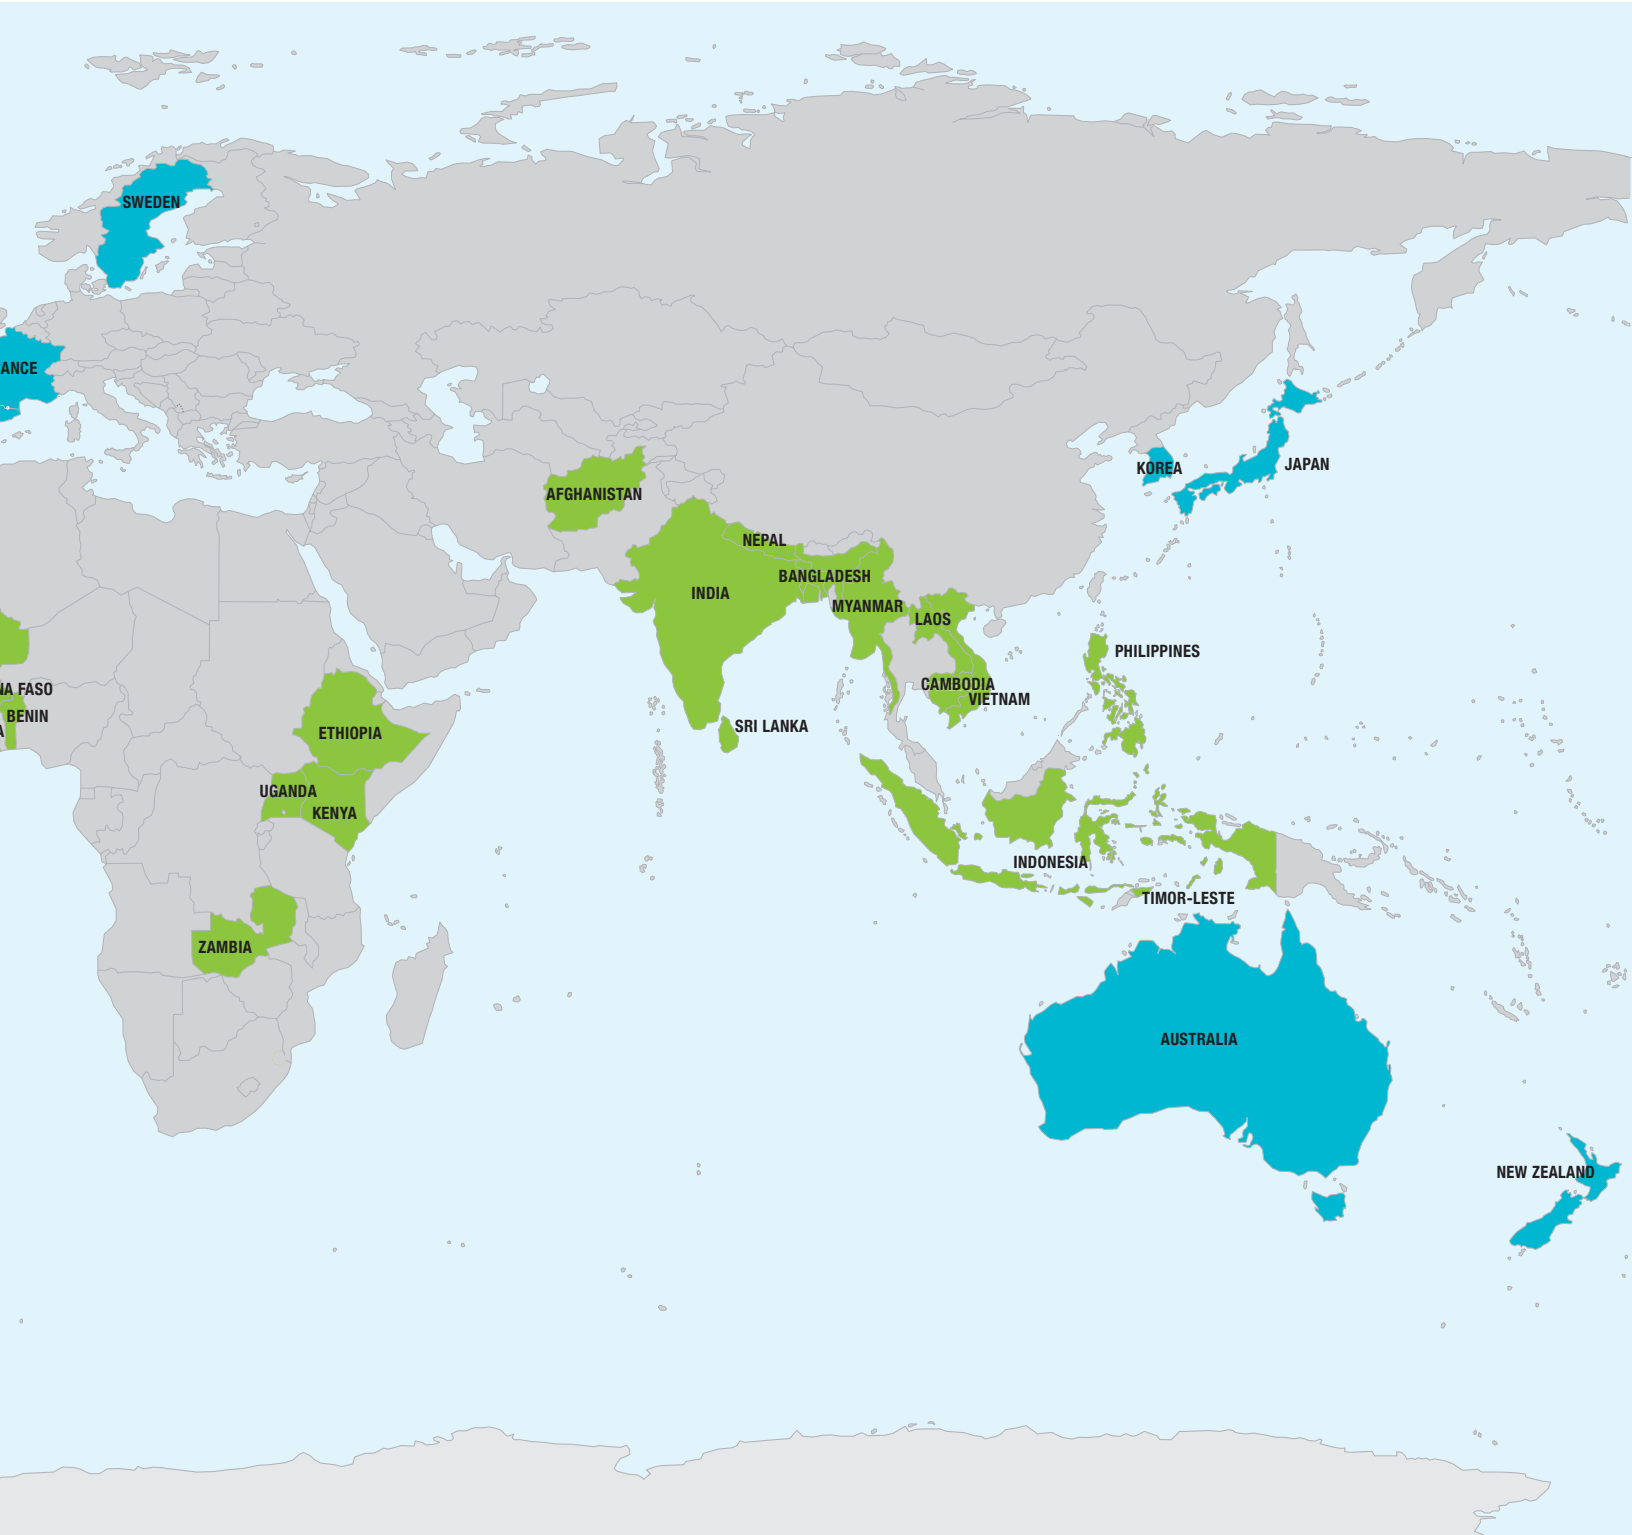 SWEDEN
ANCE
KOREA
JAPAN
AFGHANISTAN
NEPAL
BANGLADESH
INDIA
MYANMAR
LAOS
PHILIPPINES
NA FASO
CAMBODIA
VIETNAM
BENIN
A
SRI LANKA
ETHIOPIA
UGANDA
KENYA
INDONESIA
TIMOR-LESTE
ZAMBIA
AUSTRALIA
NEW ZEALAND